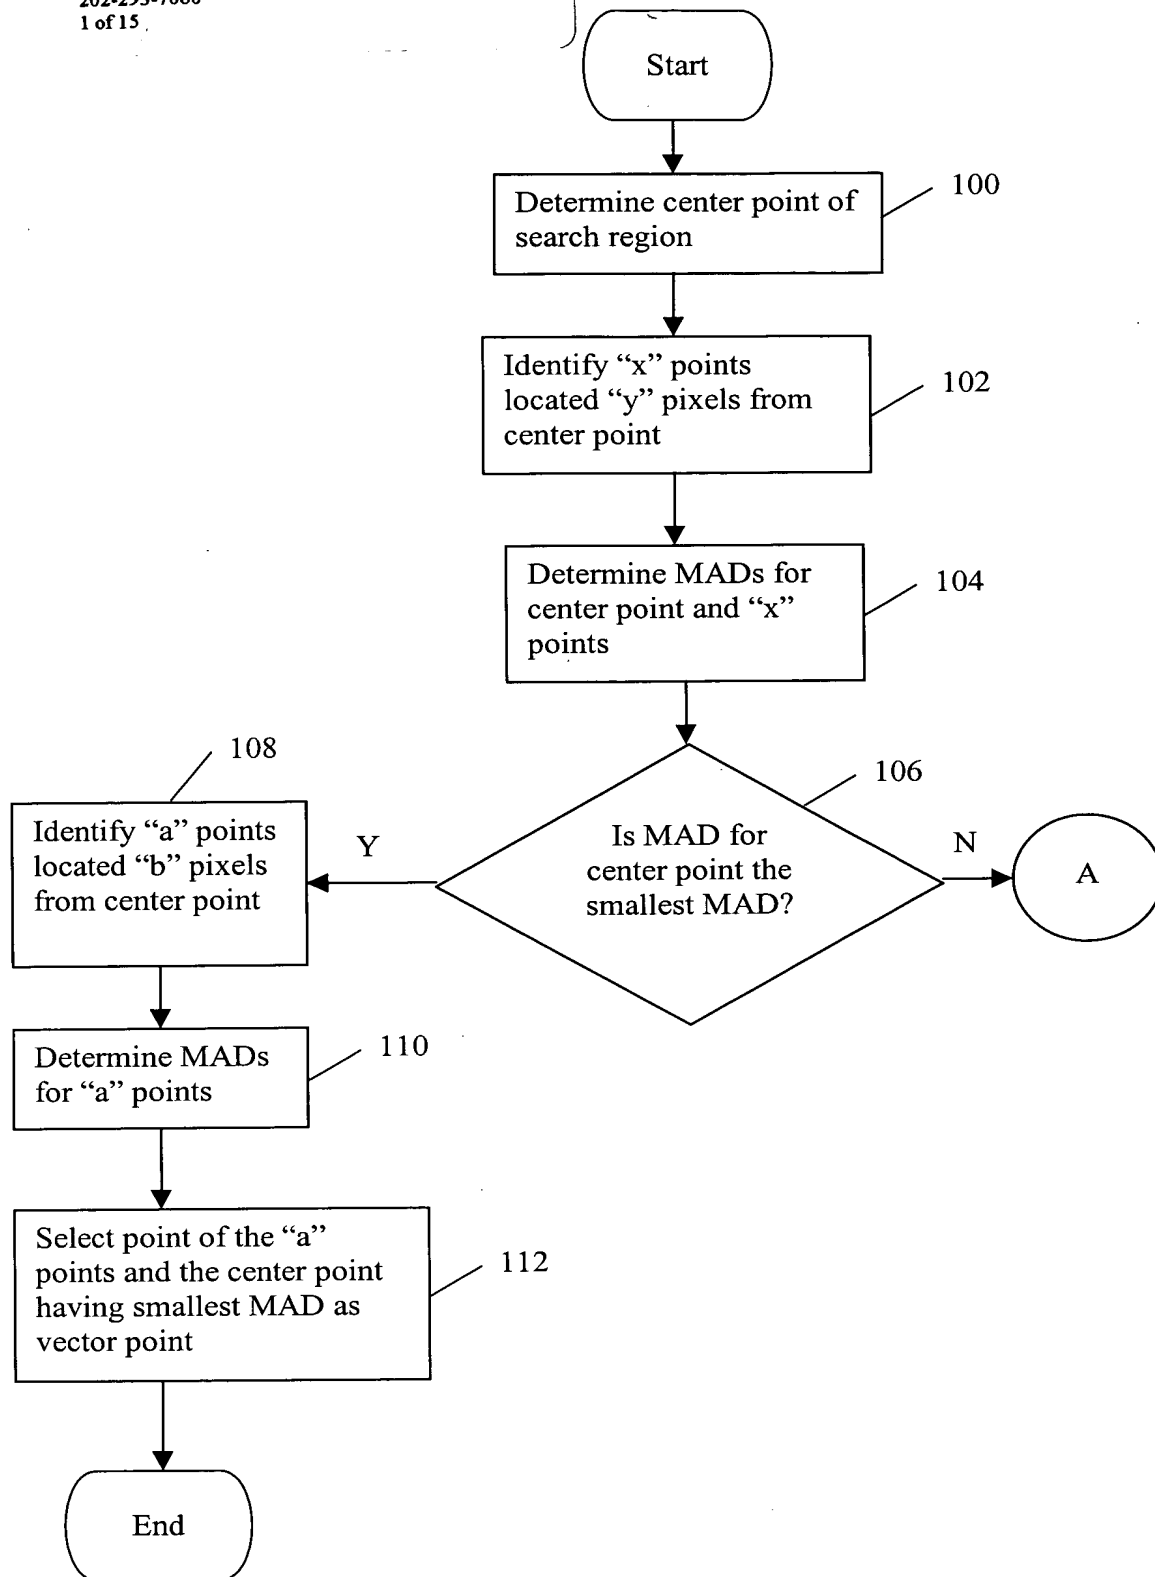 1 of 15
Start
Determine center point of
search region
100
Identify “x” points
located “y” pixels from
center point
102
Determine MADs for
center point and “x”
points
104
106
Is MAD for
center point the
smallest MAD?
Y
N
A
108
Identify “a” points
located “b” pixels
from center point
Determine MADs
for “a” points
110
Select point of the “a”
points and the center point
having smallest MAD as
vector point
112
End